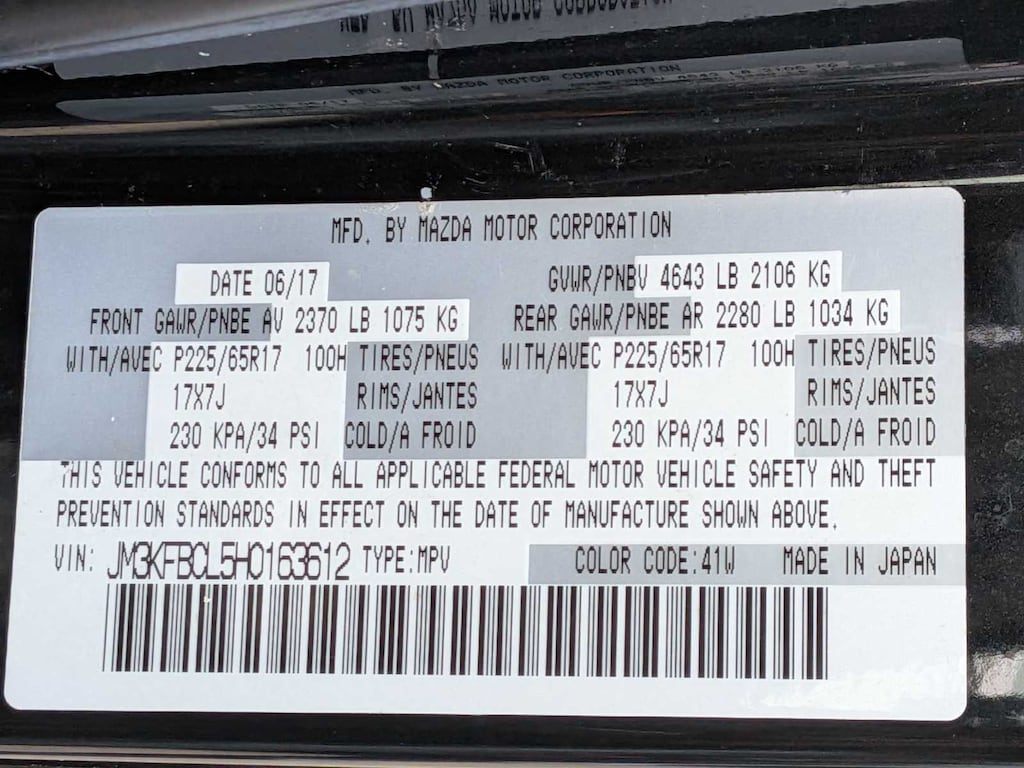 MFD. BY MAZDA MOTOR CORPORATION
DATE 06/17
MFD. BY MAZDA MOTOR CORPORATION
DATE 06/17 GVWR/PNBV 4643 LB 2106 KG
FRONT GAWR/PNBE AV 2370 LB 1075 KG REAR GAWR/PNBE AR 2280 LB 1034 KG
WITH/AVEC P225/65R17 100H TIRES/PNEUS WITH/AVEC P225/65R17 100H TIRES/PNEUS
17X7J RIMS/JANTES 17X7J RIMS/JANTES
230 KPA/34 PSI COLD/A FROID 230 KPA/34 PSI COLD/A FROID
THIS VEHICLE CONFORMS TO ALL APPLICABLE FEDERAL MOTOR VEHICLE SAFETY AND THEFT
PREVENTION STANDARDS IN EFFECT ON THE DATE OF MANUFACTURE SHOWN ABOVE.
VIN: JM3KFBCL5H0163612 TYPE:MPV COLOR CODE:41W MADE IN JAPAN